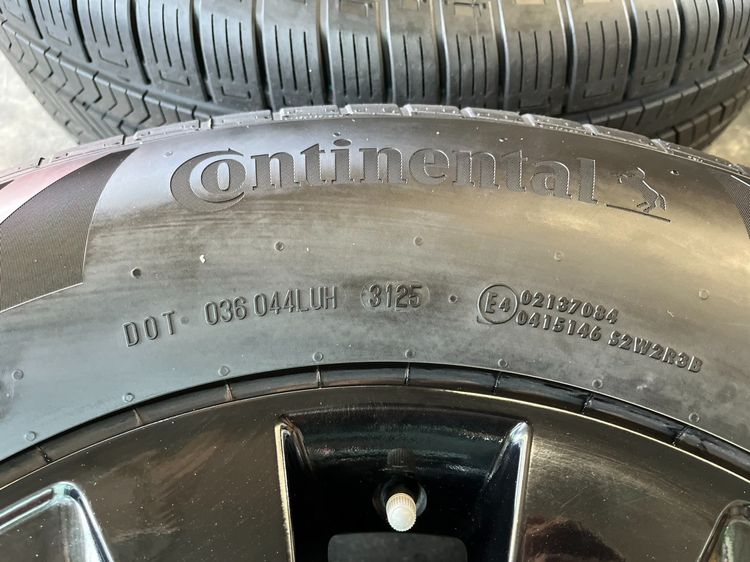 Continental
DOT 036 044LUH 3125
E4 02137084
0415146 S2W2R3B